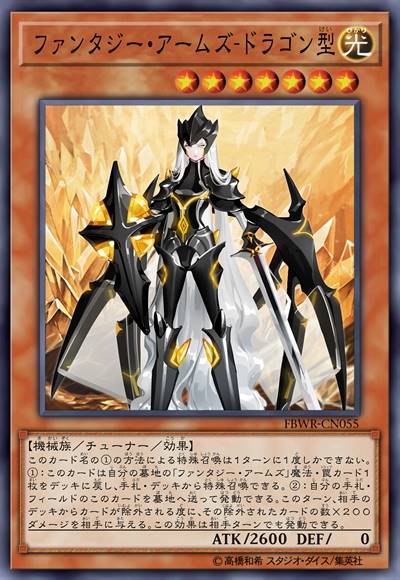 ファンタジー・アームズ-ドラゴン型
光
FBWR-CN055
【機械族／チューナー／効果】
このカード名の①の方法による特殊召喚は1ターンに1度しかできない。
①：このカードは自分の墓地の「ファンタジー・アームズ」魔法・罠カード1
枚をデッキに戻し、手札・デッキから特殊召喚できる。②：自分の手札・
フィールドのこのカードを墓地へ送って発動できる。このターン、相手の
デッキからカードが除外される度に、その除外されたカードの数×200
ダメージを相手に与える。この効果は相手ターンでも発動できる。
ATK/2600 DEF/ 0
©高橋和希 スタジオ・ダイス/集英社